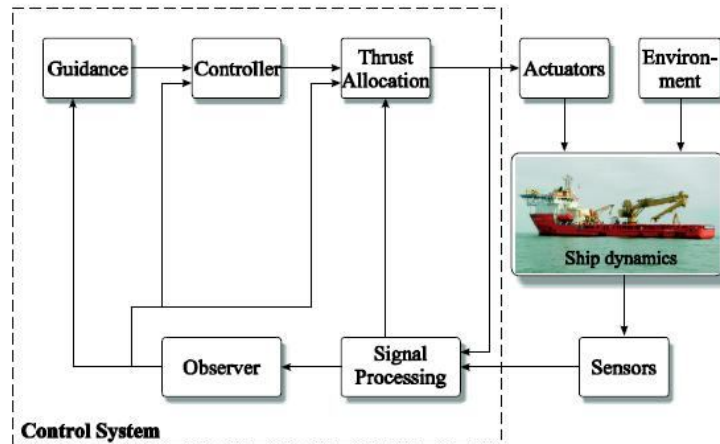 Guidance
Controller
Thrust
Allocation
Actuators
Environ-
ment
Ship dynamics
Observer
Signal
Processing
Sensors
Control System